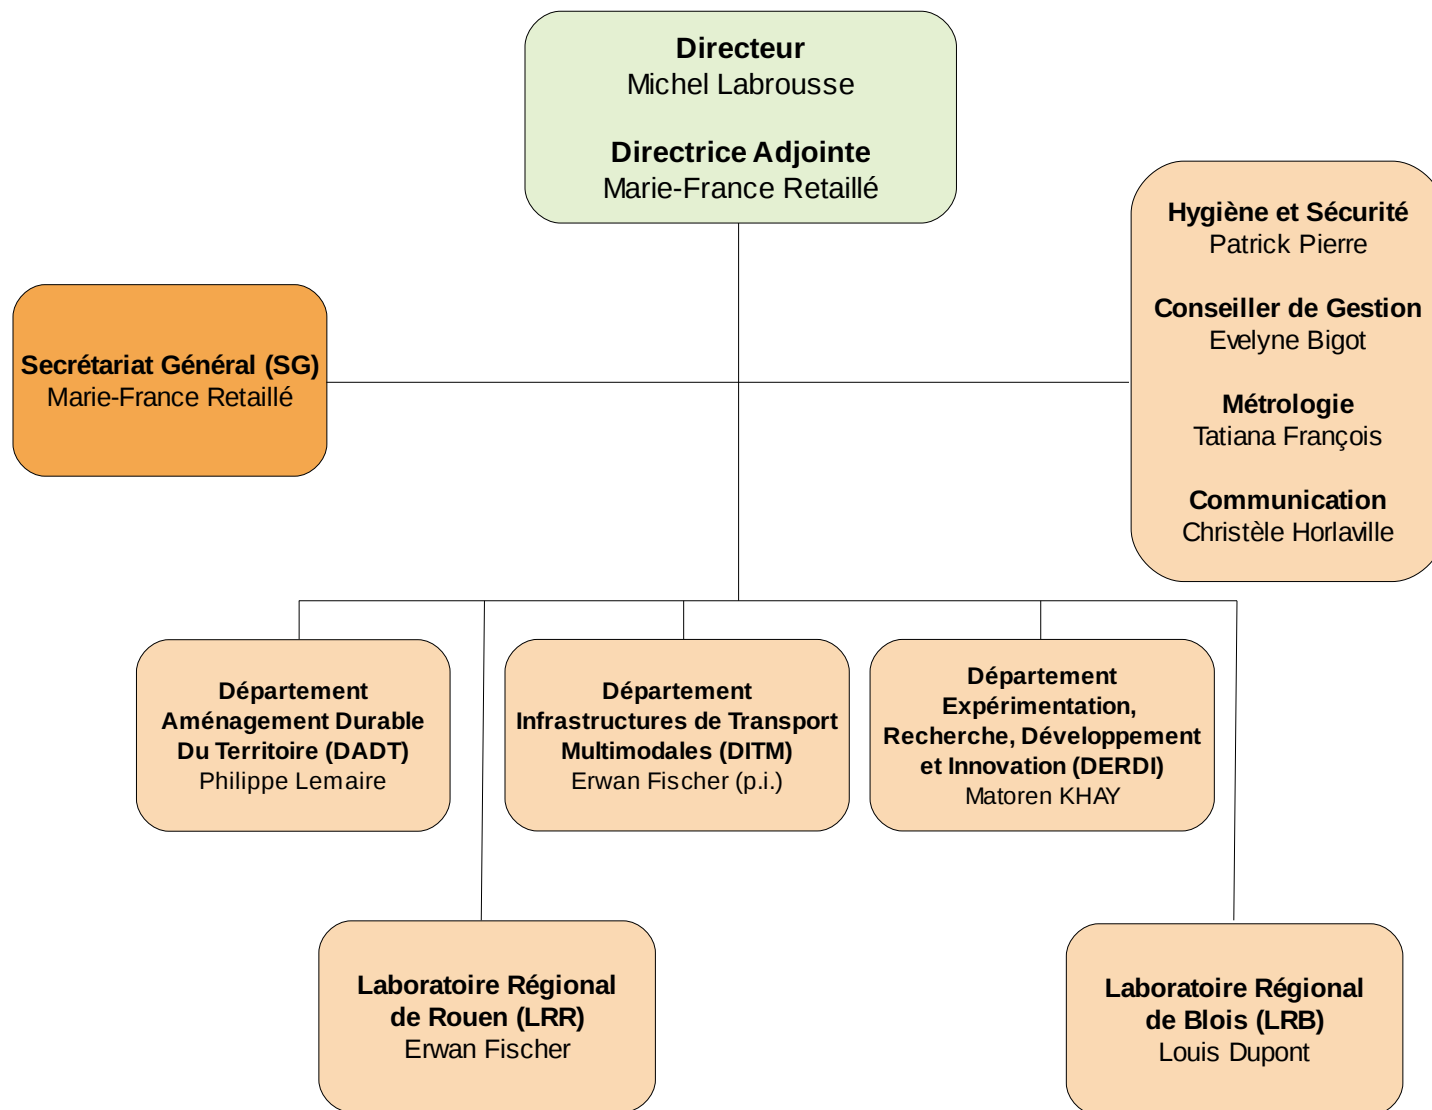 Directeur
Michel Labrousse
Directrice Adjointe
Marie-France Retaillé
Hygiène et Sécurité
Patrick Pierre
Conseiller de Gestion
Evelyne Bigot
Métrologie
Tatiana François
Communication
Christèle Horlaville
Secrétariat Général (SG)
Marie-France Retaillé
Département
Aménagement Durable
Du Territoire (DADT)
Philippe Lemaire
Département
Infrastructures de Transport
Multimodales (DITM)
Erwan Fischer (p.i.)
Département
Expérimentation,
Recherche, Développement
et Innovation (DERDI)
Matoren KHAY
Laboratoire Régional
de Rouen (LRR)
Erwan Fischer
Laboratoire Régional
de Blois (LRB)
Louis Dupont